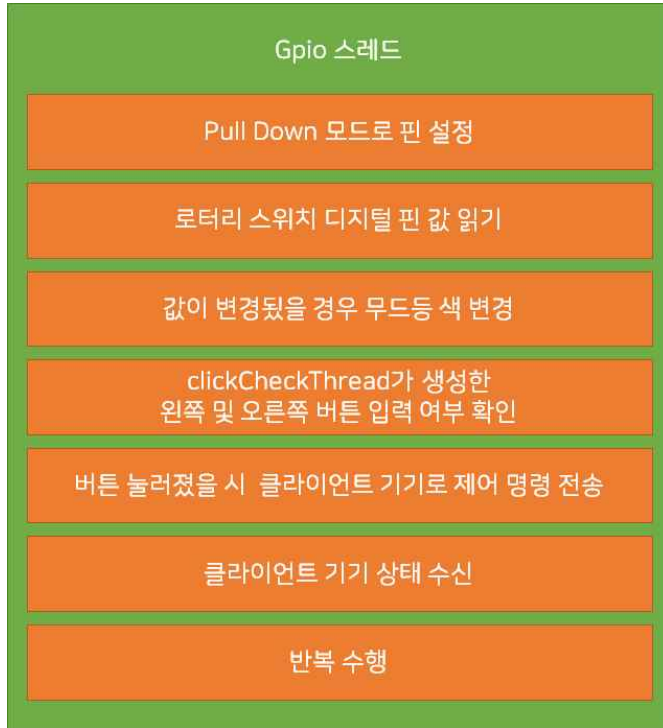 Gpio 스레드
Pull Down 모드로 핀 설정
로터리 스위치 디지털 핀 값 읽기
값이 변경됐을 경우 무드등 색 변경
clickCheckThread가 생성한
왼쪽 및 오른쪽 버튼 입력 여부 확인
버튼 눌러졌을 시 클라이언트 기기로 제어 명령 전송
클라이언트 기기 상태 수신
반복 수행